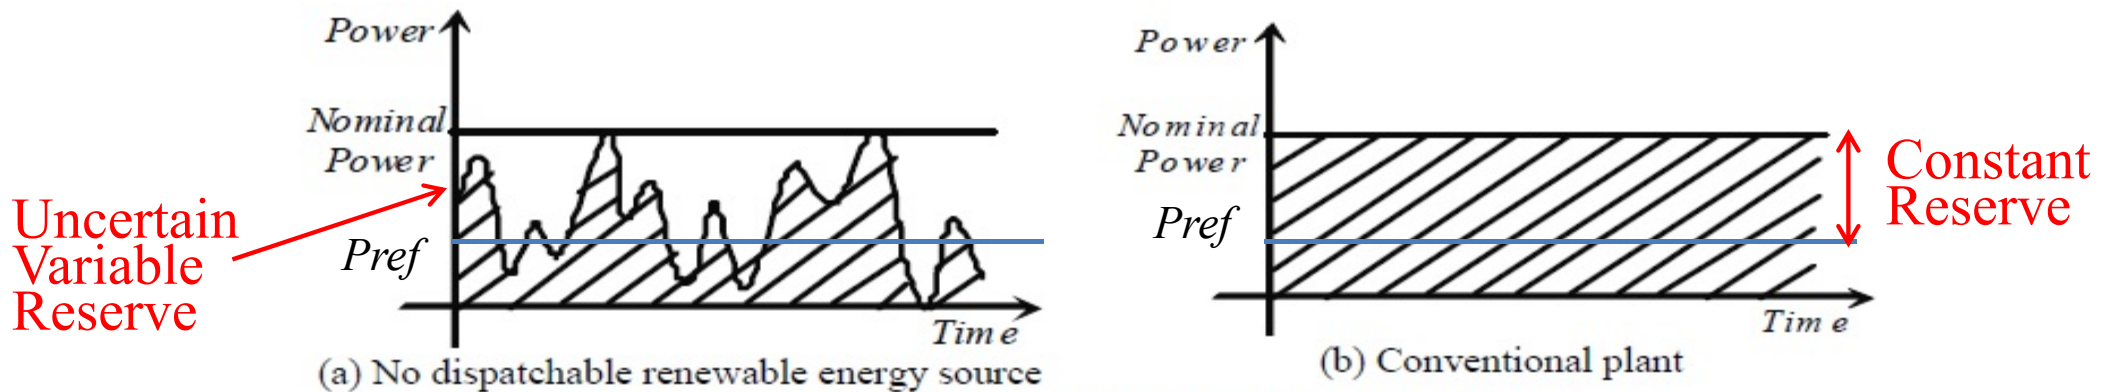 Power
Nominal
Power
Uncertain
Variable
Reserve
Pref
Time
(a) No dispatchable renewable energy source
Power
Nominal
Power
Pref
Constant
Reserve
Time
(b) Conventional plant